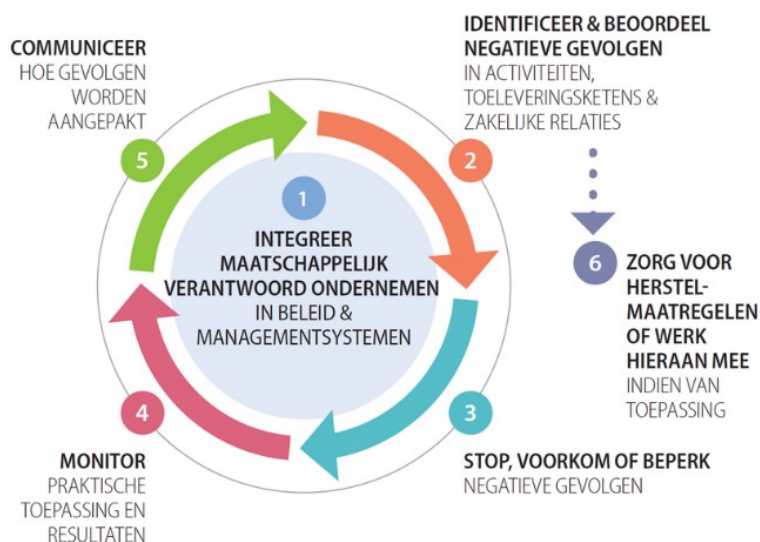 1
INTEGREER
MAATSCHAPPELIJK
VERANTWOORD ONDERNEMEN
IN BELEID &
MANAGEMENTSYSTEMEN
IDENTIFICEER & BEOORDEEL
NEGATIEVE GEVOLGEN
IN ACTIVITEITEN,
TOELEVERINGSKETENS &
ZAKELIJKE RELATIES
2
3
STOP, VOORKOM OF BEPERK
NEGATIEVE GEVOLGEN
4
MONITOR
PRAKTISCHE
TOEPASSING EN
RESULTATEN
COMMUNICEER
HOE GEVOLGEN
WORDEN
AANGEPAKT
5
6
ZORG VOOR
HERSTEL-
MAATREGELEN
OF WERK
HIERAAN MEE
INDIEN VAN
TOEPASSING